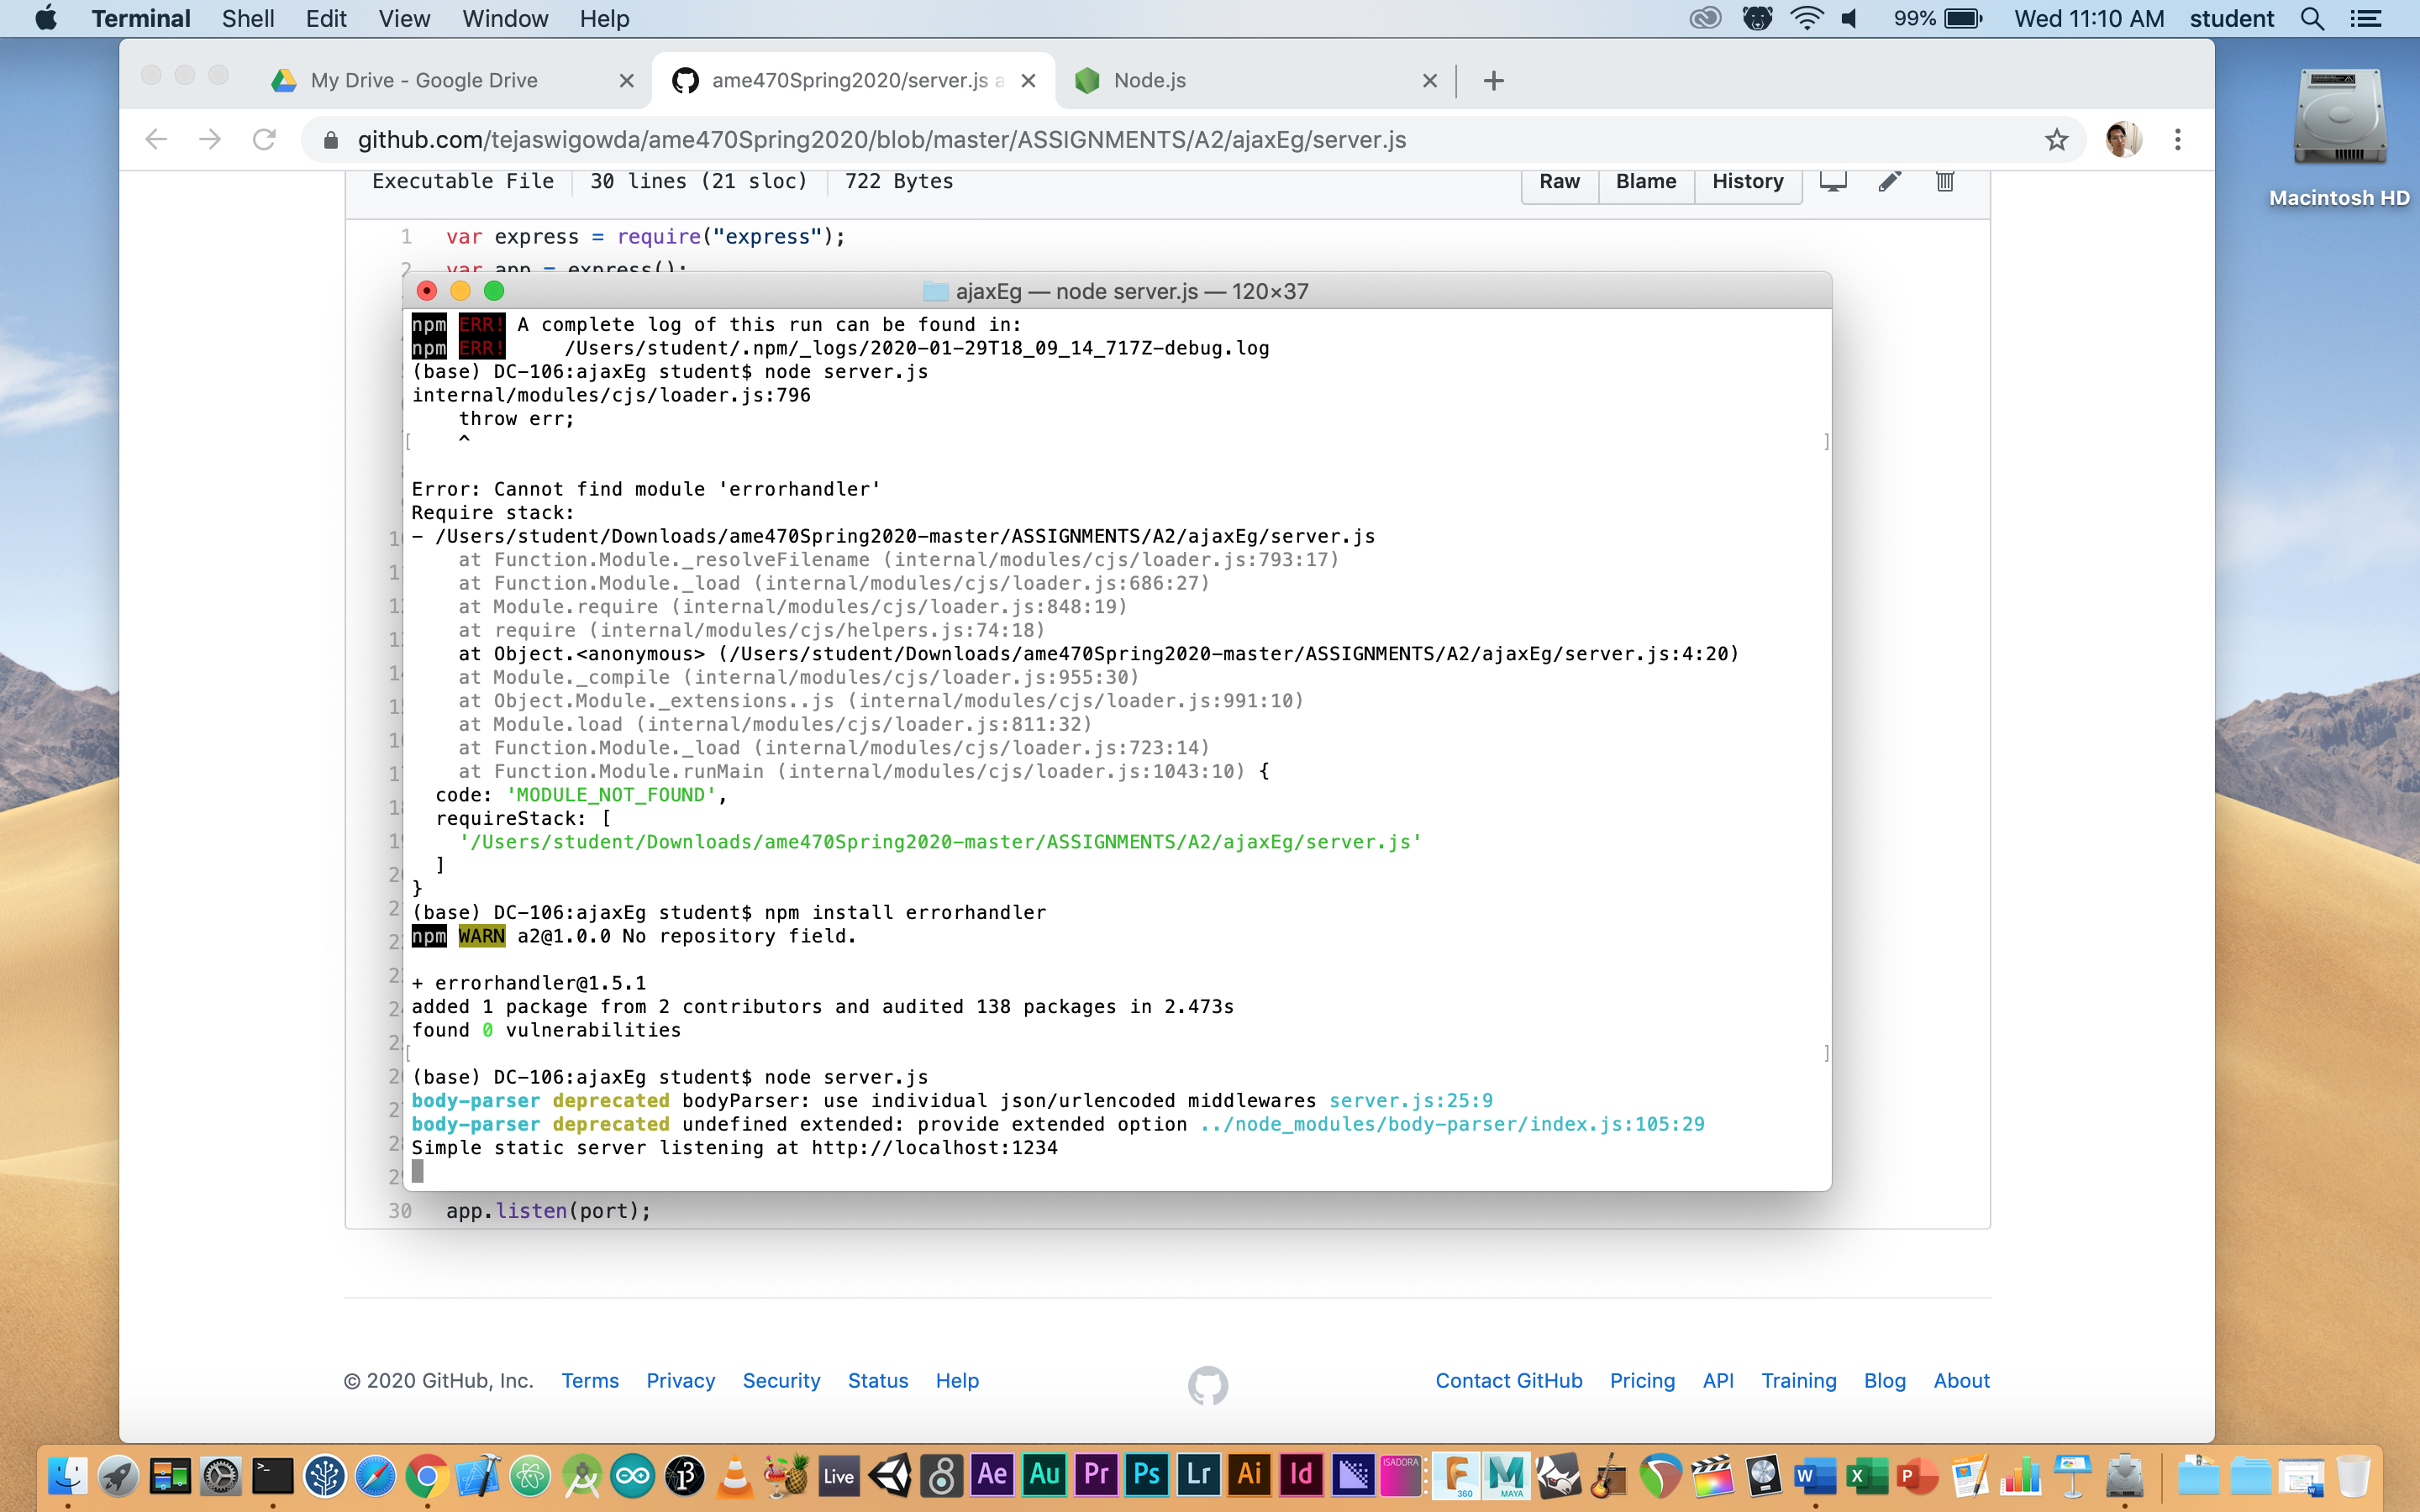 Terminal Shell Edit View Window Help 99% Wed 11:10 AM student
My Drive - Google Drive ame470Spring2020/server.js a Node.js
github.com/tejaswigowda/ame470Spring2020/blob/master/ASSIGNMENTS/A2/ajaxEg/server.js
Macintosh HD
Executable File 30 lines (21 sloc) 722 Bytes Raw Blame History
1 var express = require("express");
2 var app = express();
ajaxEg — node server.js — 120×37
npm ERR! A complete log of this run can be found in:
npm ERR!     /Users/student/.npm/_logs/2020-01-29T18_09_14_717Z-debug.log
(base) DC-106:ajaxEg student$ node server.js
internal/modules/cjs/loader.js:796
    throw err;
[    ^ ]
Error: Cannot find module 'errorhandler'
Require stack:
- /Users/student/Downloads/ame470Spring2020-master/ASSIGNMENTS/A2/ajaxEg/server.js
    at Function.Module._resolveFilename (internal/modules/cjs/loader.js:793:17)
    at Function.Module._load (internal/modules/cjs/loader.js:686:27)
    at Module.require (internal/modules/cjs/loader.js:848:19)
    at require (internal/modules/cjs/helpers.js:74:18)
    at Object.<anonymous> (/Users/student/Downloads/ame470Spring2020-master/ASSIGNMENTS/A2/ajaxEg/server.js:4:20)
    at Module._compile (internal/modules/cjs/loader.js:955:30)
    at Object.Module._extensions..js (internal/modules/cjs/loader.js:991:10)
    at Module.load (internal/modules/cjs/loader.js:811:32)
    at Function.Module._load (internal/modules/cjs/loader.js:723:14)
    at Function.Module.runMain (internal/modules/cjs/loader.js:1043:10) {
  code: 'MODULE_NOT_FOUND',
  requireStack: [
    '/Users/student/Downloads/ame470Spring2020-master/ASSIGNMENTS/A2/ajaxEg/server.js'
  ]
}
(base) DC-106:ajaxEg student$ npm install errorhandler
npm WARN a2@1.0.0 No repository field.
+ errorhandler@1.5.1
added 1 package from 2 contributors and audited 138 packages in 2.473s
found 0 vulnerabilities
[ ]
(base) DC-106:ajaxEg student$ node server.js
body-parser deprecated bodyParser: use individual json/urlencoded middlewares server.js:25:9
body-parser deprecated undefined extended: provide extended option ../node_modules/body-parser/index.js:105:29
Simple static server listening at http://localhost:1234
30 app.listen(port);
© 2020 GitHub, Inc. Terms Privacy Security Status Help Contact GitHub Pricing API Training Blog About
Live Ae Au Pr Ps Lr Ai Id ISADORA F 360 M MAYA W X P